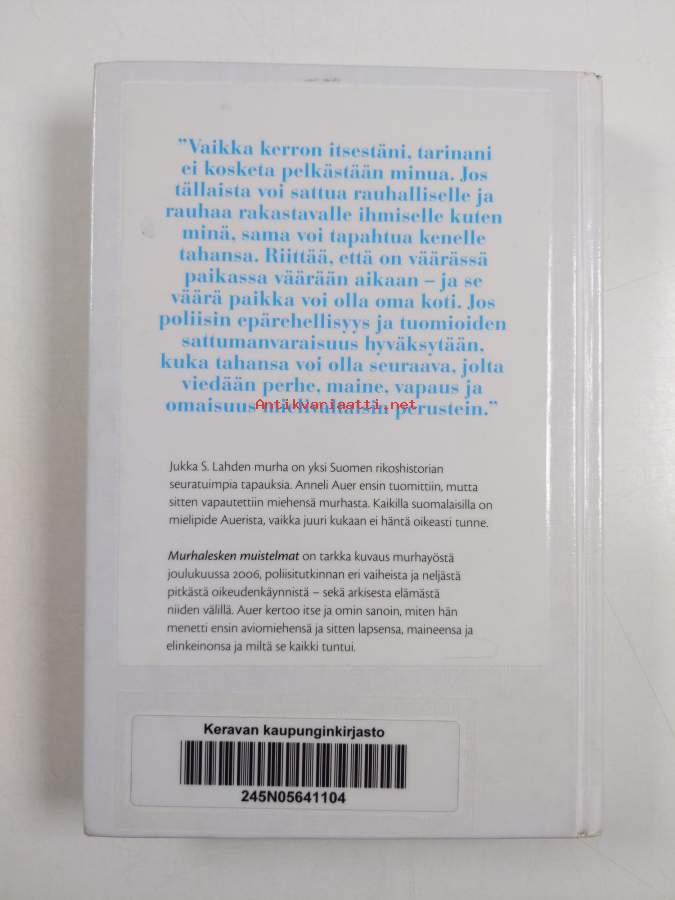 ”Vaikka kerron itsestäni, tarinani
ei kosketa pelkästään minua. Jos
tällaista voi sattua rauhalliselle ja
rauhaa rakastavalle ihmiselle kuten
minä, sama voi tapahtua kenelle
tahansa. Riittää, että on väärässä
paikassa väärään aikaan – ja se
väärä paikka voi olla oma koti. Jos
poliisin epärehellisyys ja tuomioiden
sattumanvaraisuus hyväksytään,
kuka tahansa voi olla seuraava, jolta
viedään perhe, maine, vapaus ja
omaisuus mielivaltaisin perustein.”
Antikvariaatti.net
Jukka S. Lahden murha on yksi Suomen rikoshistorian
seuratuimpia tapauksia. Anneli Auer ensin tuomittiin, mutta
sitten vapautettiin miehensä murhasta. Kaikilla suomalaisilla on
mielipide Auerista, vaikka juuri kukaan ei häntä oikeasti tunne.
Murhalesken muistelmat on tarkka kuvaus murhayöstä
joulukuussa 2006, poliisitutkinnan eri vaiheista ja neljästä
pitkästä oikeudenkäynnistä – sekä arkisesta elämästä
niiden välillä. Auer kertoo itse ja omin sanoin, miten hän
menetti ensin aviomiehensä ja sitten lapsensa, maineensa ja
elinkeinonsa ja miltä se kaikki tuntui.
Keravan kaupunginkirjasto
245N05641104